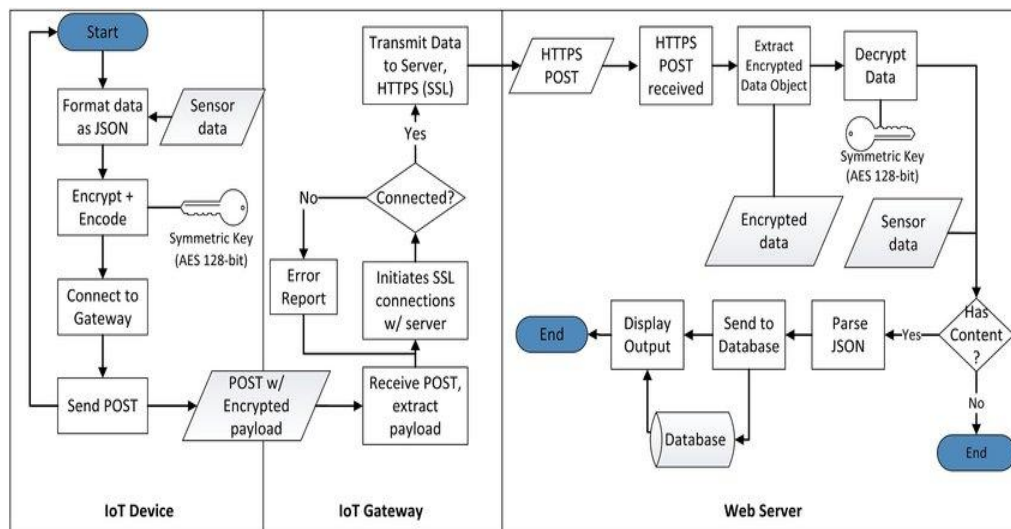 Start
Format data
as JSON
Sensor
data
Encrypt +
Encode
Symmetric Key
(AES 128-bit)
Connect to
Gateway
Send POST
POST w/
Encrypted
payload
IoT Device
Transmit Data
to Server,
HTTPS (SSL)
Yes
No
Connected?
Error
Report
Initiates SSL
connections
w/ server
Receive POST,
extract
payload
IoT Gateway
HTTPS
POST
HTTPS
POST
received
Extract
Encrypted
Data Object
Decrypt
Data
Symmetric Key
(AES 128-bit)
Encrypted
data
Sensor
data
Has
Content
?
Yes
No
End
Parse
JSON
Send to
Database
Display
Output
End
Database
Web Server